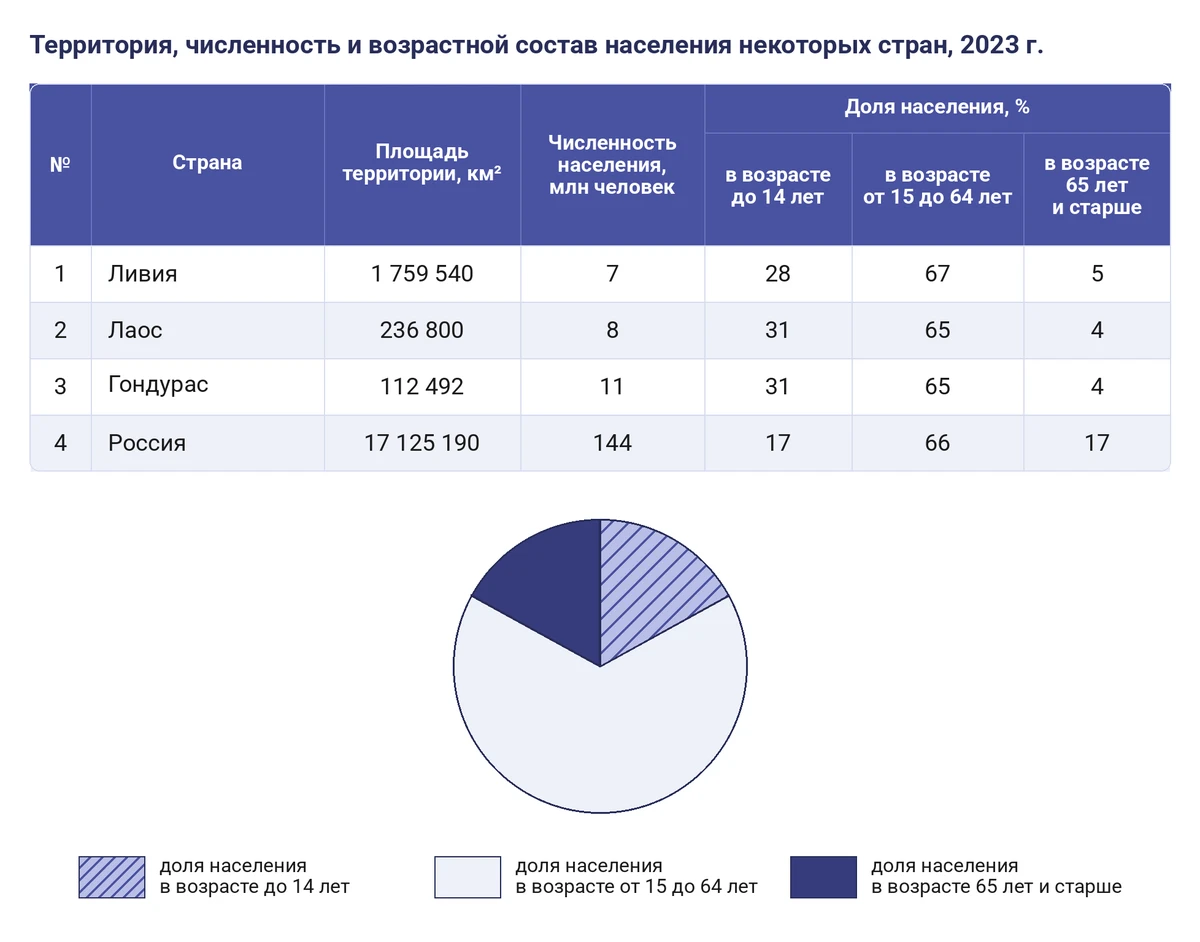 Территория, численность и возрастной состав населения некоторых стран, 2023 г.
№
Страна
Площадь
территории, км²
Численность
населения,
млн человек
Доля населения, %
в возрасте
до 14 лет
в возрасте
от 15 до 64 лет
в возрасте
65 лет
и старше
1 Ливия 1 759 540 7 28 67 5
2 Лаос 236 800 8 31 65 4
3 Гондурас 112 492 11 31 65 4
4 Россия 17 125 190 144 17 66 17
доля населения
в возрасте до 14 лет
доля населения
в возрасте от 15 до 64 лет
доля населения
в возрасте 65 лет и старше